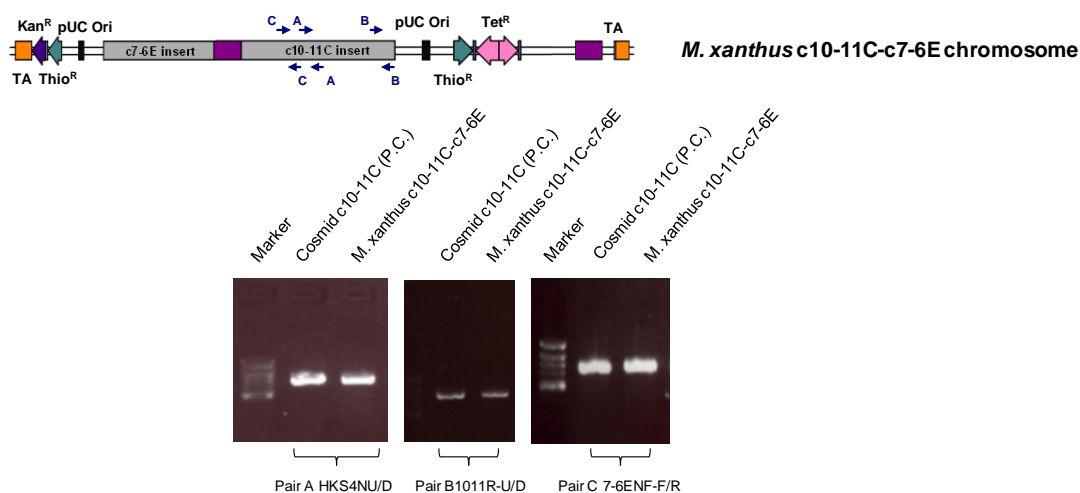 Kan^R pUC Ori C A B pUC Ori Tet^R TA
c7-6E insert c10-11C insert
TA Thio^R C A B Thio^R
M. xanthus c10-11C-c7-6E chromosome
Marker
Cosmid c10-11C (P.C.)
M. xanthus c10-11C-c7-6E
Cosmid c10-11C (P.C.)
M. xanthus c10-11C-c7-6E
Marker
Cosmid c10-11C (P.C.)
M. xanthus c10-11C-c7-6E
Pair A HKS4NU/D
Pair B1011R-U/D
Pair C 7-6ENF-F/R